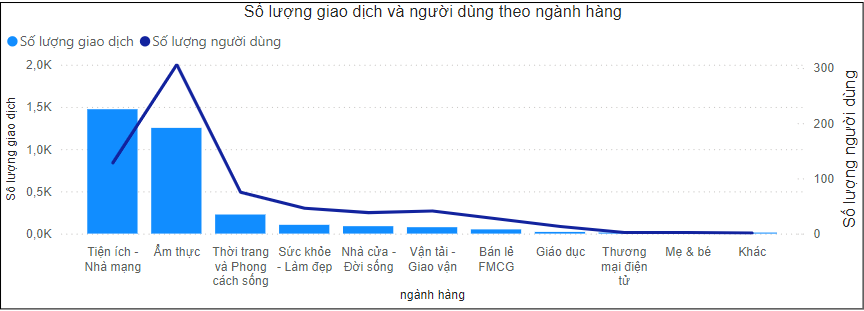 Số lượng giao dịch và người dùng theo ngành hàng
Số lượng giao dịch Số lượng người dùng
Số lượng giao dịch
2,0K
1,5K
1,0K
0,5K
0,0K
300
200
100
0
Số lượng người dùng
Tiện ích -
Nhà mạng
Ẩm thực
Thời trang
và Phong
cách sống
Sức khỏe
- Làm đẹp
Nhà cửa -
Đời sống
Vận tải -
Giao vận
Bán lẻ
FMCG
Giáo dục
Thương
mại điện
tử
Mẹ & bé
Khác
ngành hàng